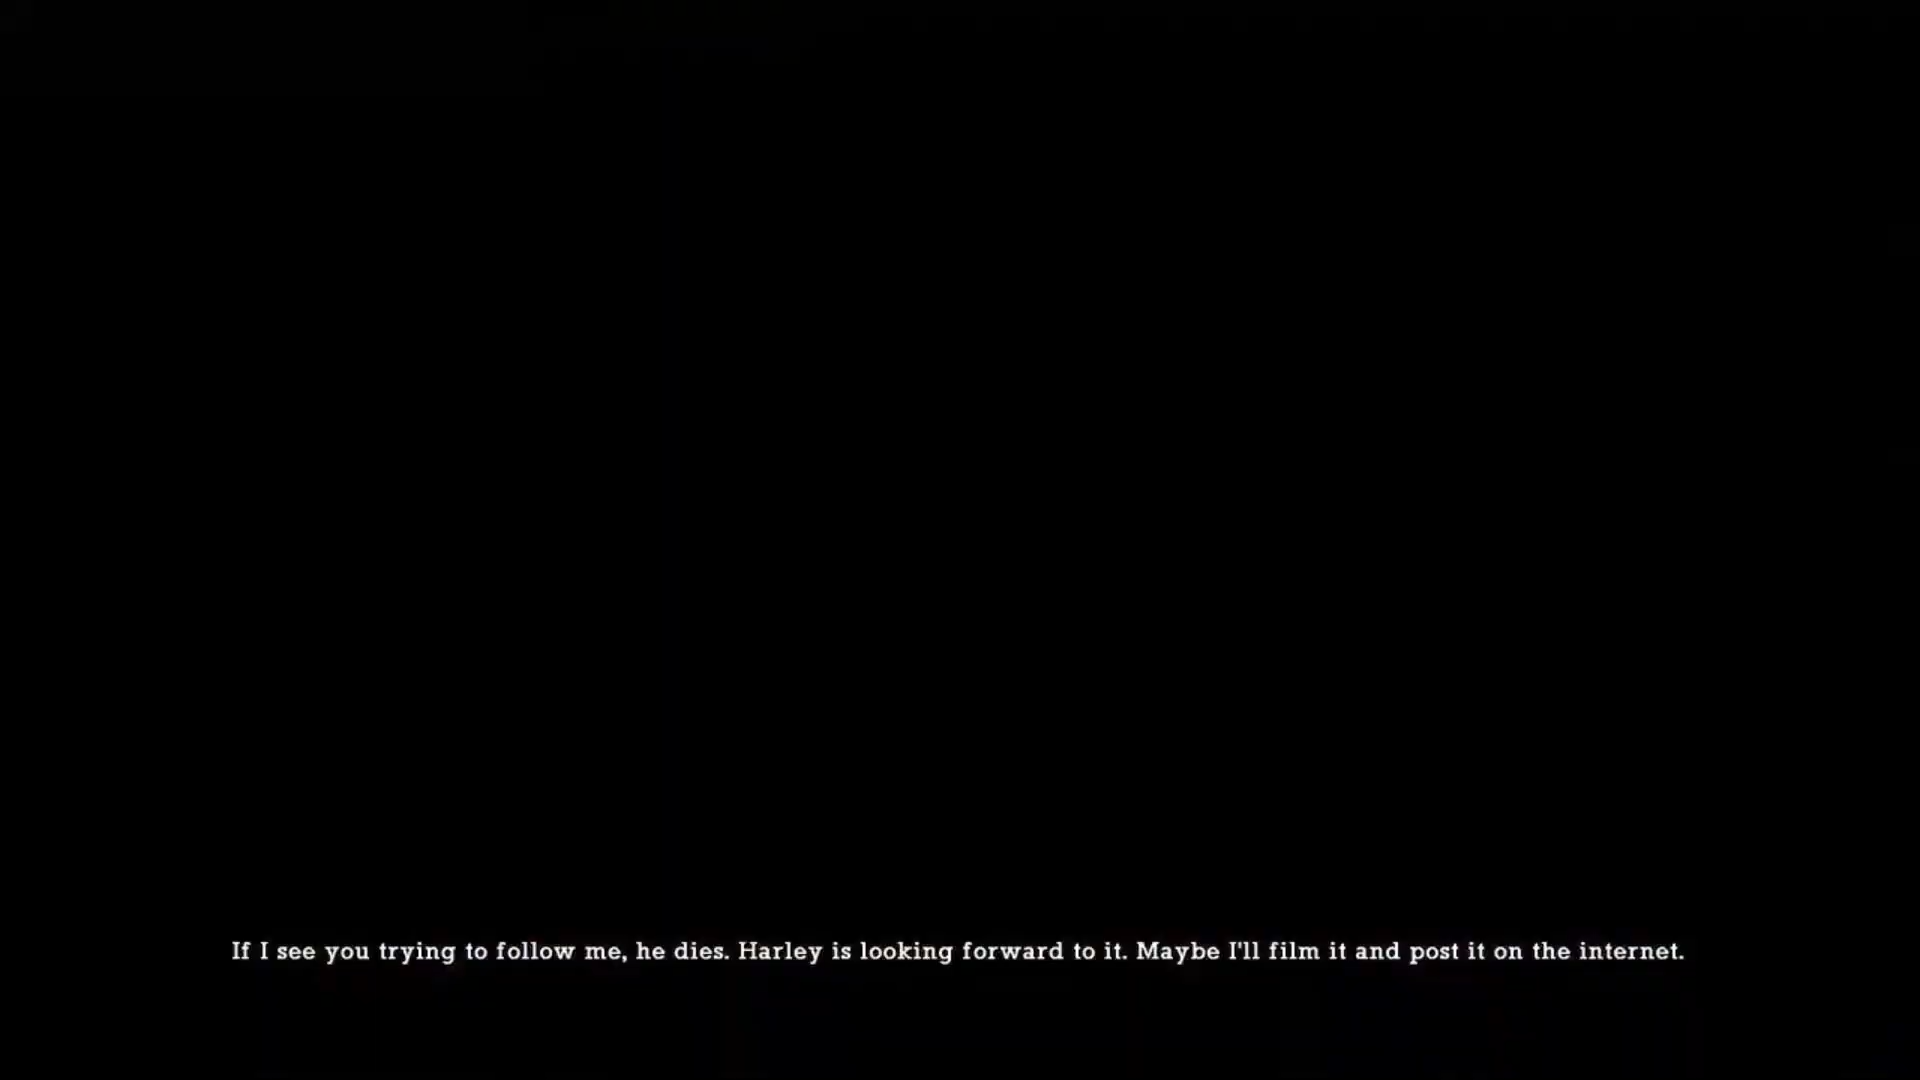 If I see you trying to follow me, he dies. Harley is looking forward to it. Maybe I'll film it and post it on the internet.